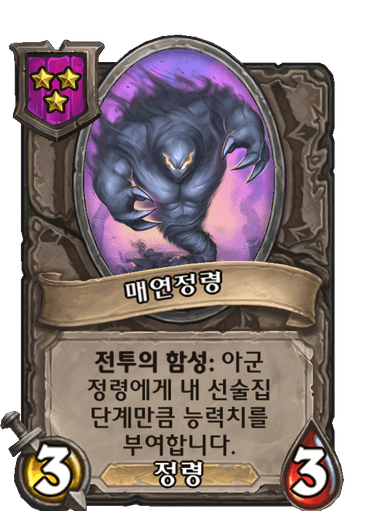 매연정령
전투의 함성: 아군
정령에게 내 선술집
단계만큼 능력치를
부여합니다.
정령
3
3